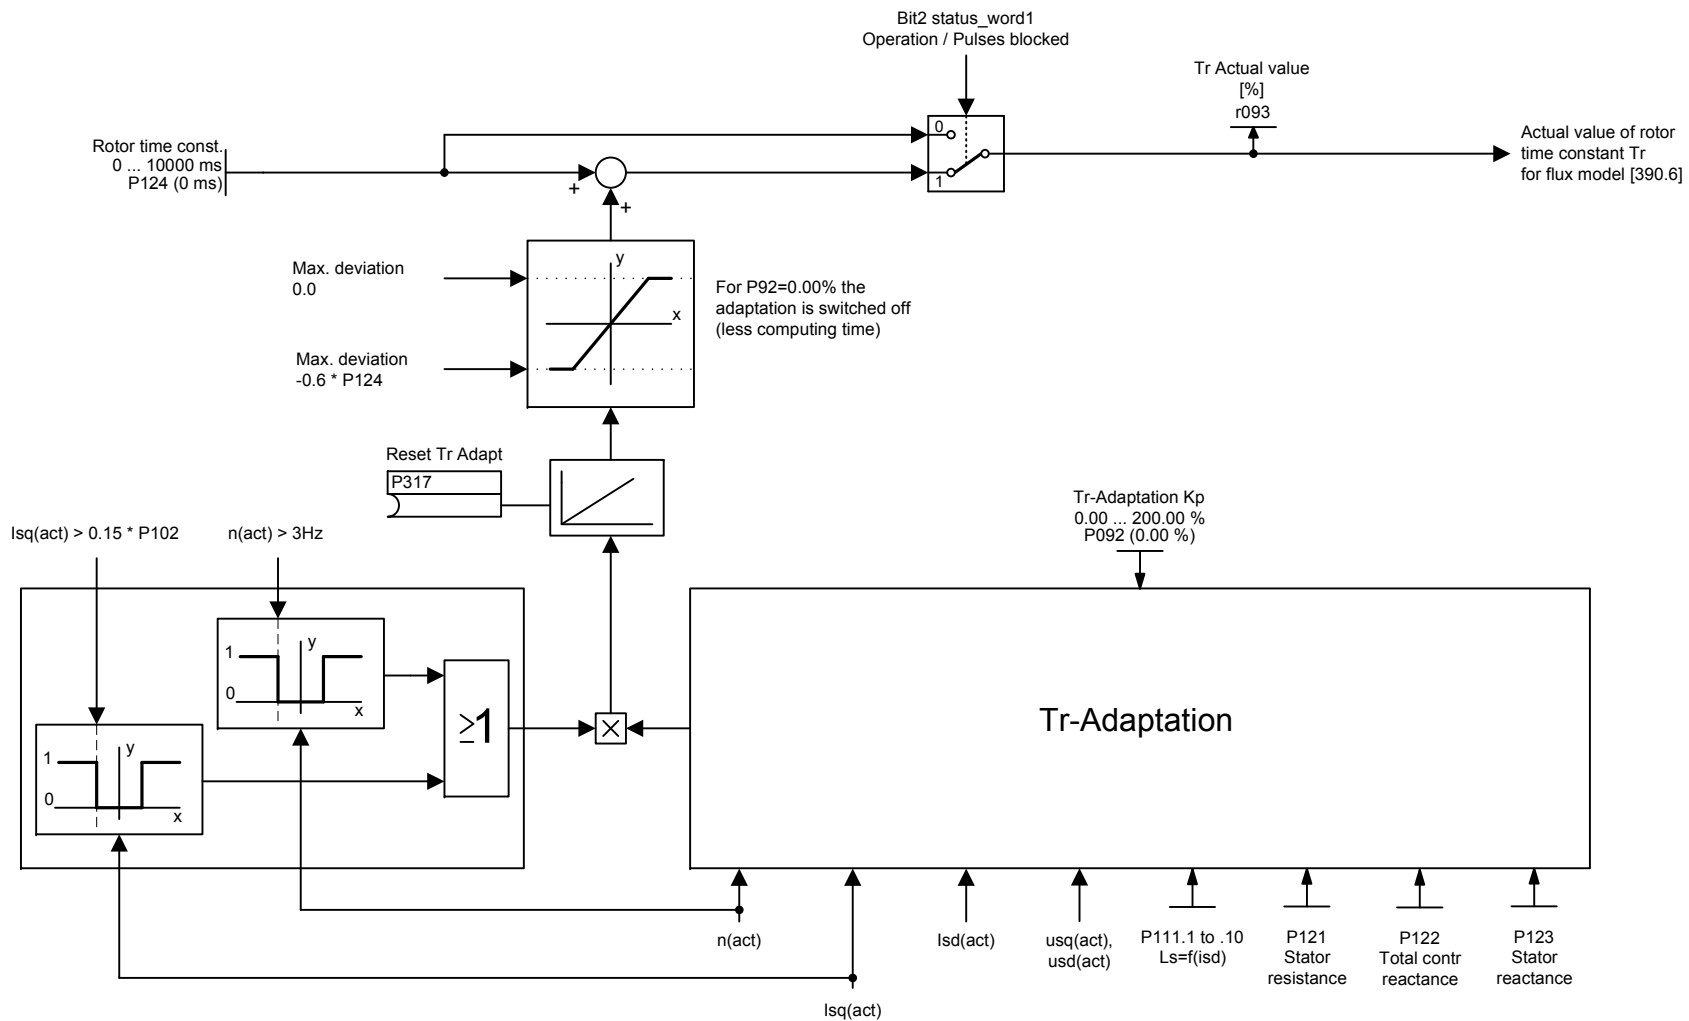 Bit2 status_word1
Operation / Pulses blocked
Tr Actual value
[%]
r093
Rotor time const.
0 ... 10000 ms
P124 (0 ms)
0
1
+
+
Actual value of rotor
time constant Tr
for flux model [390.6]
Max. deviation
0.0
y
x
For P92=0.00% the
adaptation is switched off
(less computing time)
Max. deviation
-0.6 * P124
Reset Tr Adapt
P317
Tr-Adaptation Kp
0.00 ... 200.00 %
P092 (0.00 %)
Isq(act) > 0.15 * P102
n(act) > 3Hz
1
y
0
x
1
y
0
x
≥1
×
Tr-Adaptation
n(act)
Isq(act)
Isd(act)
usq(act),
usd(act)
P111.1 to .10
Ls=f(isd)
P121
Stator
resistance
P122
Total contr
reactance
P123
Stator
reactance